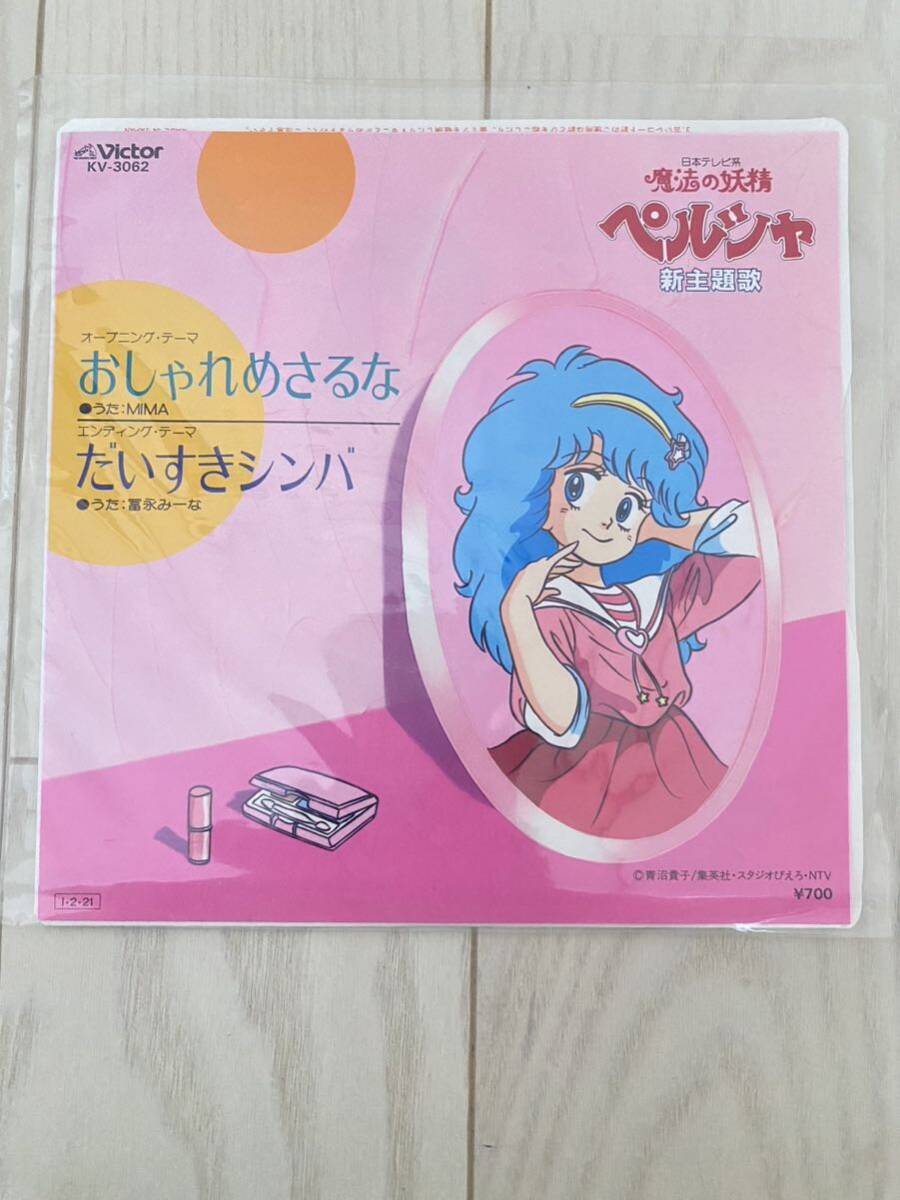 Victor
KV-3062
日本テレビ系
魔法の妖精
ペルシャ
新主題歌
オープニング・テーマ
おしゃれめさるな
●うた:MIMA
エンディング・テーマ
だいすきシンバ
●うた:冨永みーな
©青沼貴子/集英社・スタジオぴえろ・NTV
¥700
I-2-21